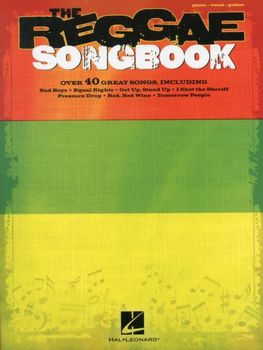 piano • vocal • guitar
THE
REGGAE
SONGBOOK
OVER 40 GREAT SONGS, INCLUDING
Bad Boys • Equal Rights • Get Up, Stand Up • I Shot the Sheriff
Pressure Drop • Red, Red Wine • Tomorrow People
HAL•LEONARD®